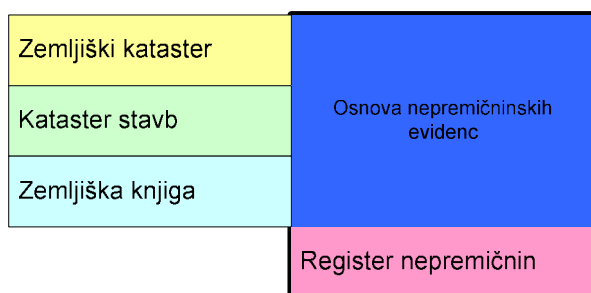 Zemljiški kataster
Kataster stavb
Zemljiška knjiga
Osnova nepremičninskih
evidenc
Register nepremičnin